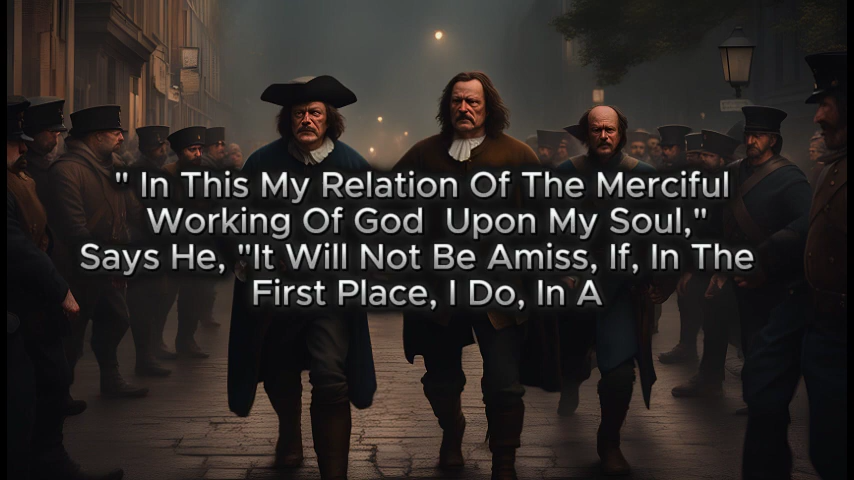 " In This My Relation Of The Merciful
Working Of God  Upon My Soul,"
Says He, "It Will Not Be Amiss, If, In The
First Place, I Do, In A